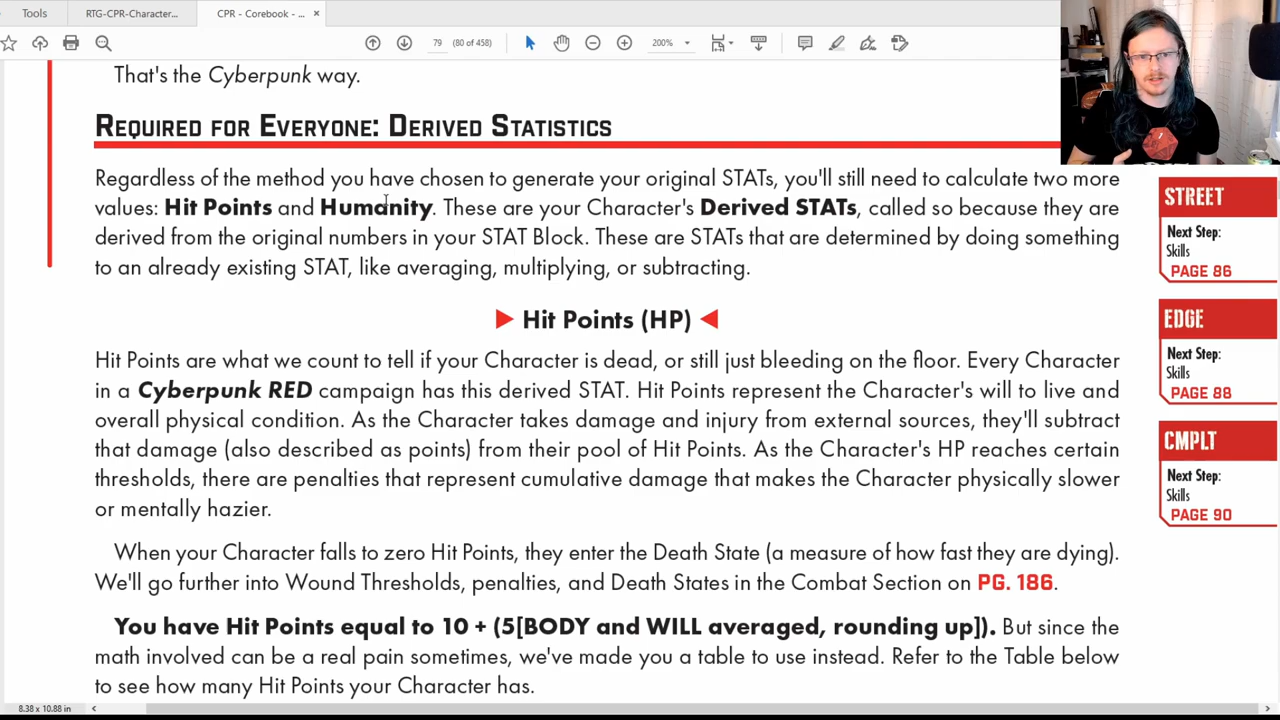 Tools
RTG-CPR-Character...
CPR - Corebook - ...
×
79
(80 of 458)
200%
That's the Cyberpunk way.
REQUIRED FOR EVERYONE: DERIVED STATISTICS
Regardless of the method you have chosen to generate your original STATs, you'll still need to calculate two more
values: Hit Points and Humanity. These are your Character's Derived STATs, called so because they are
derived from the original numbers in your STAT Block. These are STATs that are determined by doing something
to an already existing STAT, like averaging, multiplying, or subtracting.
Hit Points (HP)
Hit Points are what we count to tell if your Character is dead, or still just bleeding on the floor. Every Character
in a Cyberpunk RED campaign has this derived STAT. Hit Points represent the Character's will to live and
overall physical condition. As the Character takes damage and injury from external sources, they'll subtract
that damage (also described as points) from their pool of Hit Points. As the Character's HP reaches certain
thresholds, there are penalties that represent cumulative damage that makes the Character physically slower
or mentally hazier.
When your Character falls to zero Hit Points, they enter the Death State (a measure of how fast they are dying).
We'll go further into Wound Thresholds, penalties, and Death States in the Combat Section on PG. 186.
You have Hit Points equal to 10 + (5[BODY and WILL averaged, rounding up]). But since the
math involved can be a real pain sometimes, we've made you a table to use instead. Refer to the Table below
to see how many Hit Points your Character has.
STREET
Next Step:
Skills
PAGE 86
EDGE
Next Step:
Skills
PAGE 88
CMPLT
Next Step:
Skills
PAGE 90
8.38 x 10.88 in